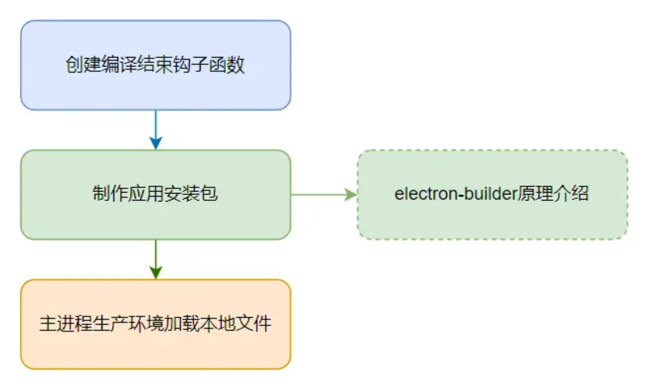 创建编译结束钩子函数
制作应用安装包
electron-builder原理介绍
主进程生产环境加载本地文件